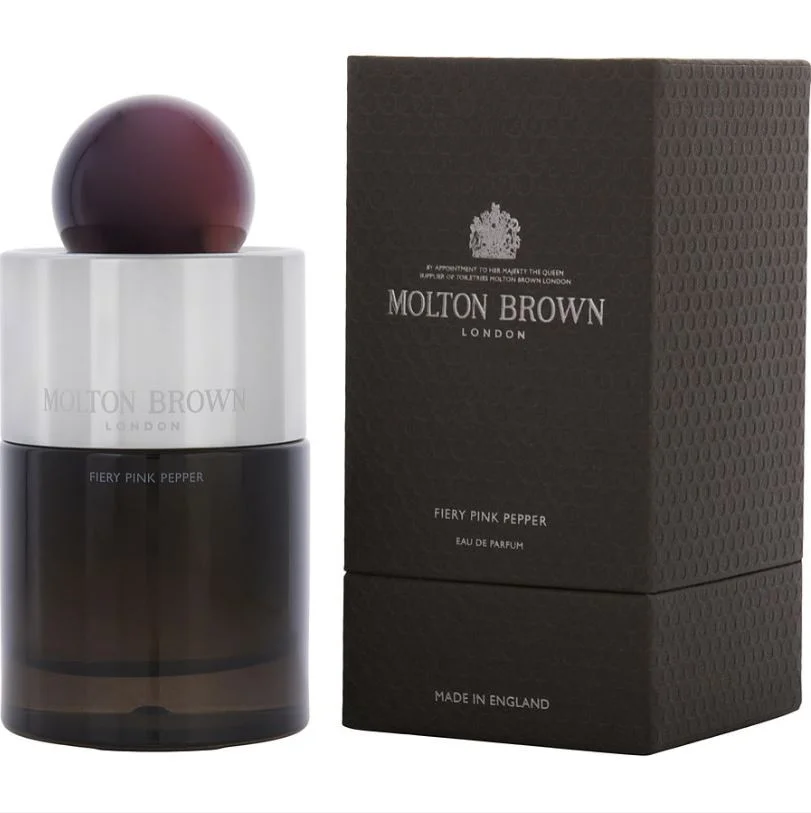 MOLTON BROWN
LONDON
FIERY PINK PEPPER
BY APPOINTMENT TO HER MAJESTY THE QUEEN
SUPPLIER OF TOILETRIES MOLTON BROWN LONDON
MOLTON BROWN
LONDON
FIERY PINK PEPPER
EAU DE PARFUM
MADE IN ENGLAND